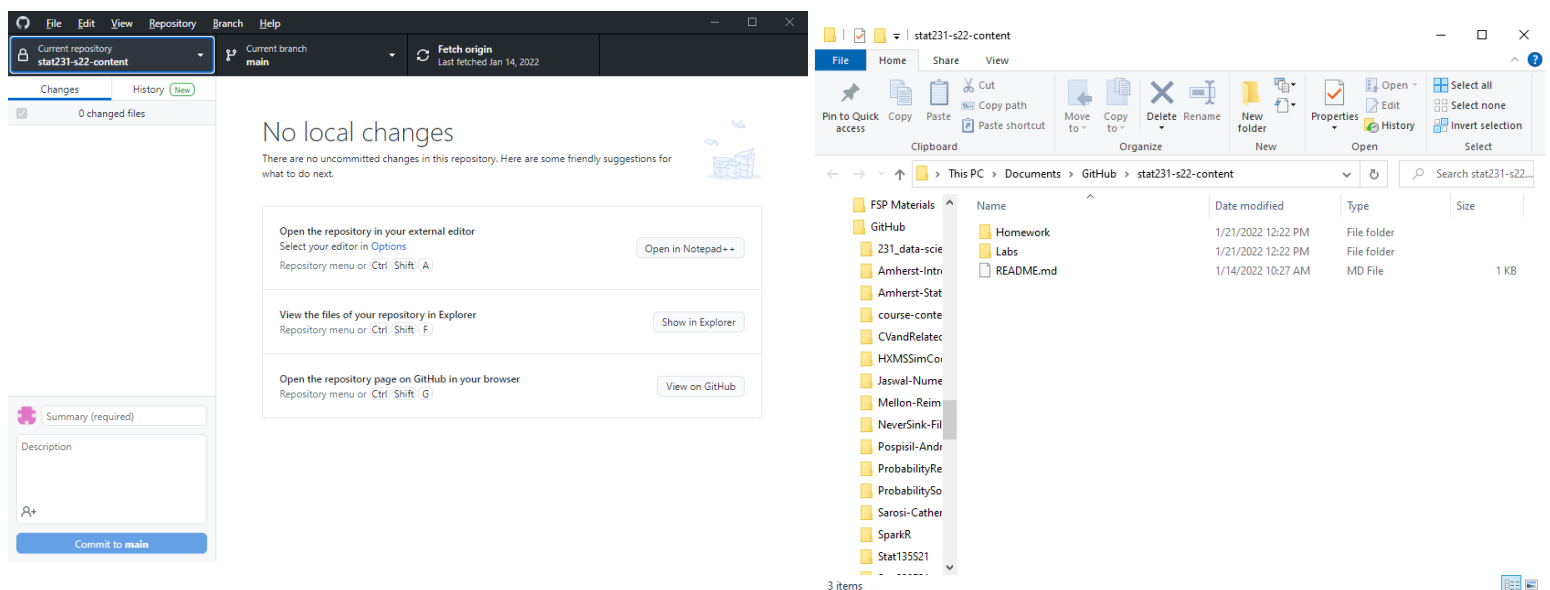 File Edit View Repository Branch Help
Current repository
stat231-s22-content
Current branch
main
Fetch origin
Last fetched Jan 14, 2022
Changes
History New
0 changed files
No local changes
There are no uncommitted changes in this repository. Here are some friendly suggestions for
what to do next.
Open the repository in your external editor
Select your editor in Options
Repository menu or Ctrl Shift A
Open in Notepad++
View the files of your repository in Explorer
Repository menu or Ctrl Shift F
Show in Explorer
Open the repository page on GitHub in your browser
Repository menu or Ctrl Shift G
View on GitHub
Summary (required)
Description
Commit to main
stat231-s22-content
File Home Share View
Pin to Quick
access
Copy
Paste
Cut
Copy path
Paste shortcut
Clipboard
Move
to
Copy
to
Delete
Rename
Organize
New
folder
New
Properties
Open
Edit
History
Open
Select all
Select none
Invert selection
Select
This PC > Documents > GitHub > stat231-s22-content
Search stat231-s22...
FSP Materials
GitHub
231_data-scie
Amherst-Intr
Amherst-Stat
course-conte
CVandRelated
HXMSSimCo
Jaswal-Nume
Mellon-Reim
NeverSink-Fil
Pospisil-Andr
ProbabilityRe
ProbabilitySo
Sarosi-Cather
SparkR
Stat135S21
Name Date modified Type Size
Homework 1/21/2022 12:22 PM File folder
Labs 1/21/2022 12:22 PM File folder
README.md 1/14/2022 10:27 AM MD File 1 KB
3 items